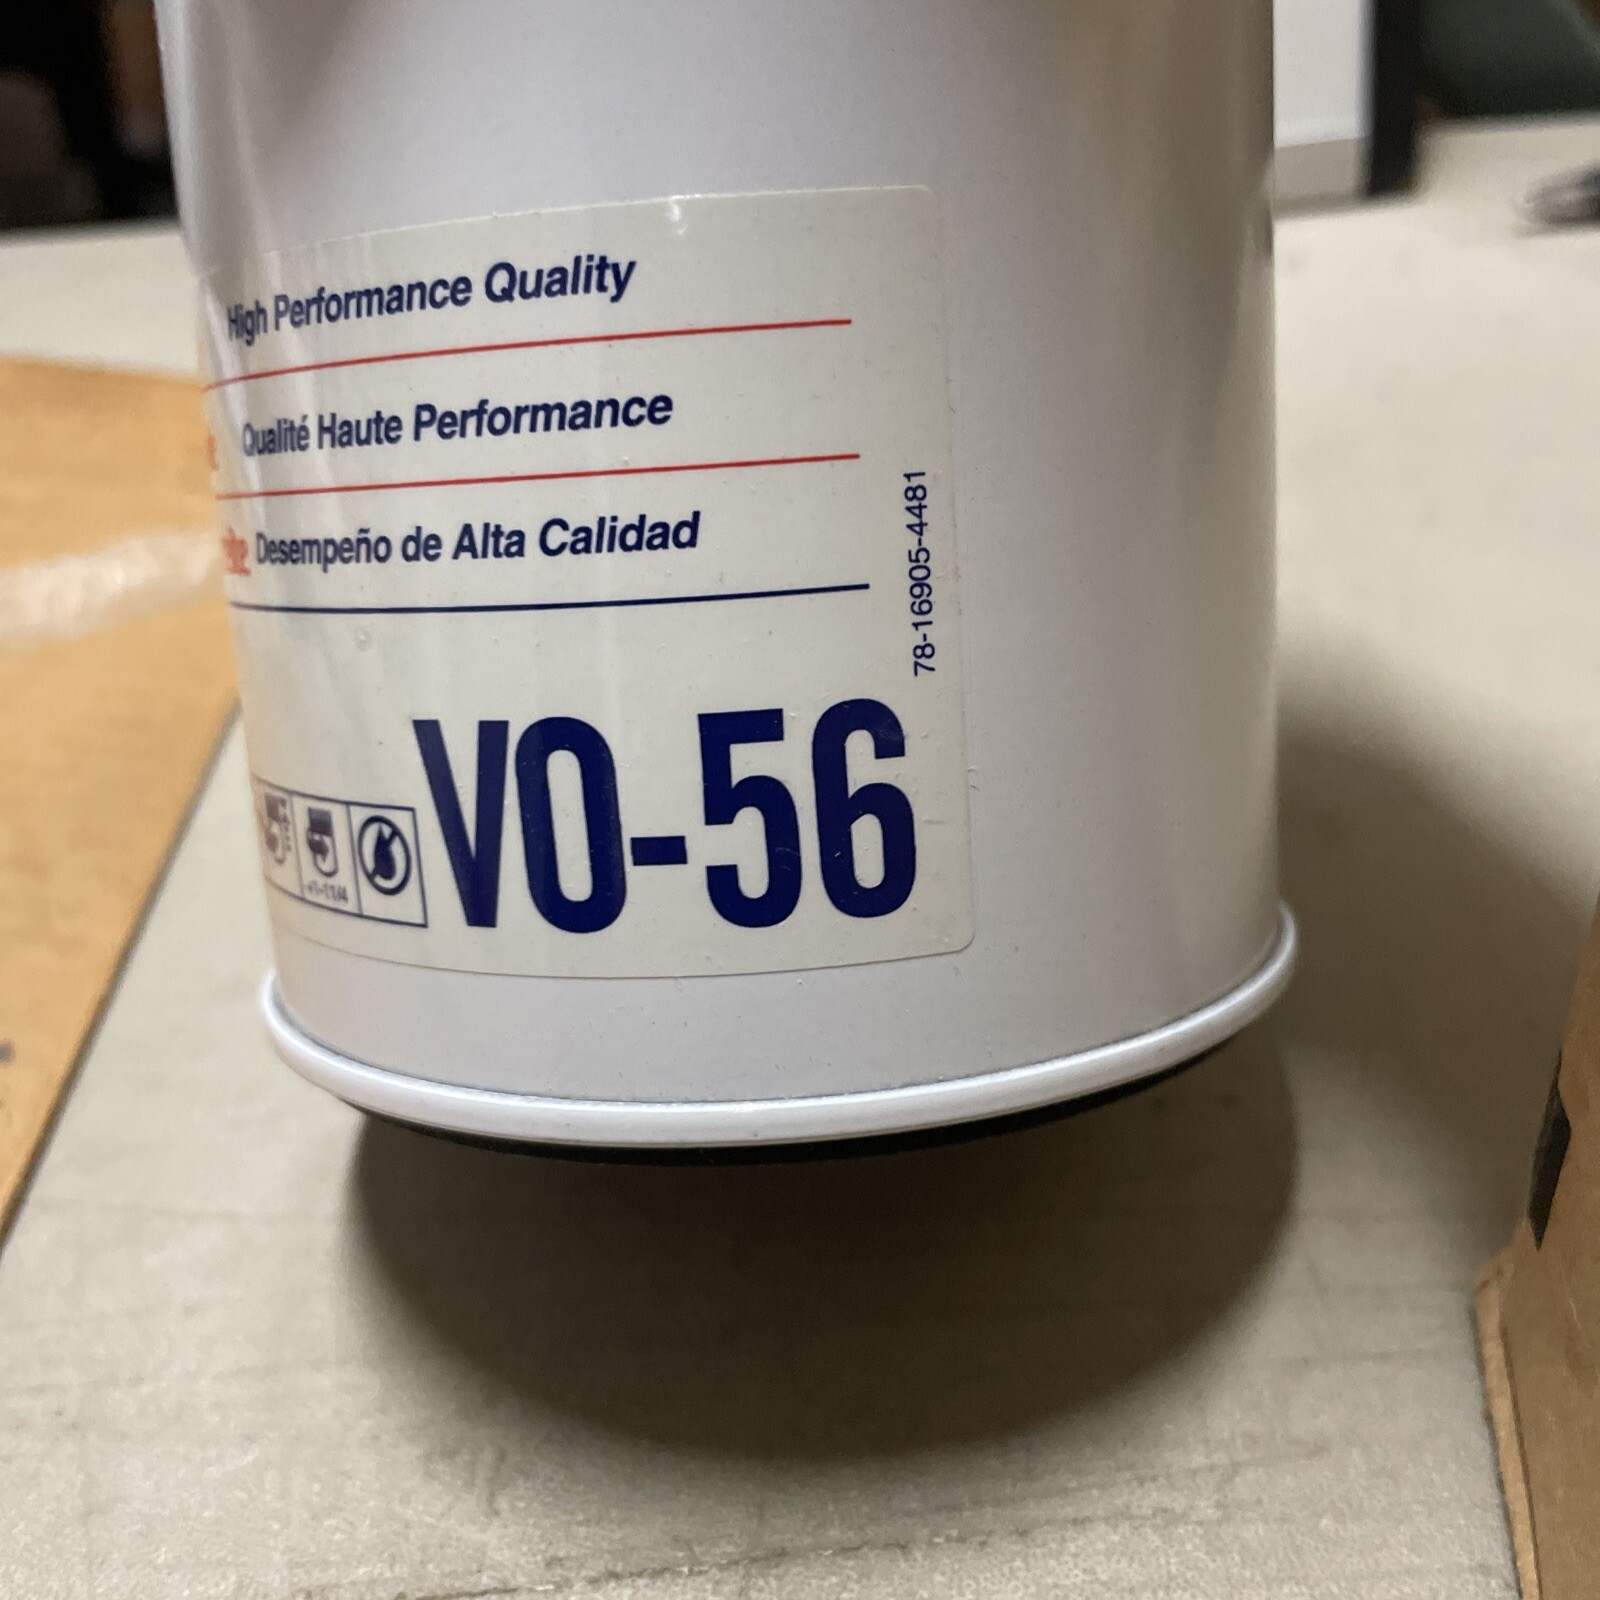 High Performance Quality
Qualité Haute Performance
Desempeño de Alta Calidad
78-16905-4481
VO-56